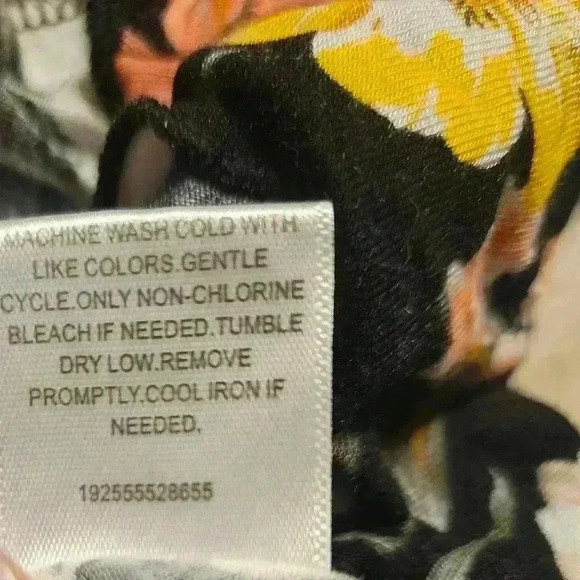 MACHINE WASH COLD WITH
LIKE COLORS.GENTLE
CYCLE.ONLY NON-CHLORINE
BLEACH IF NEEDED.TUMBLE
DRY LOW.REMOVE
PROMPTLY.COOL IRON IF
NEEDED.
192555528655